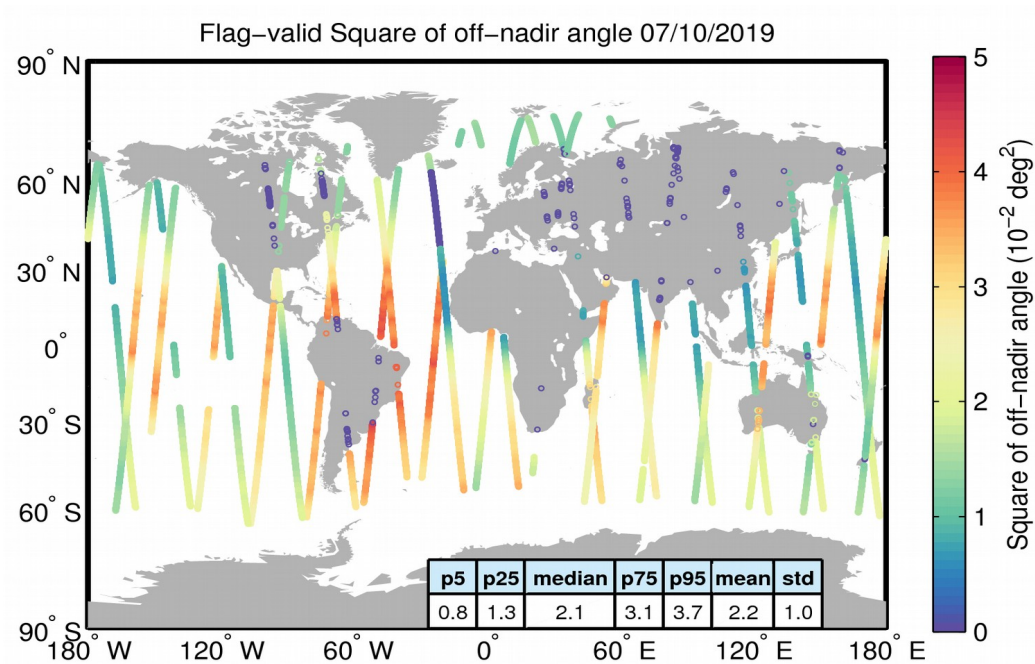 Flag−valid Square of off−nadir angle 07/10/2019
90° N
60° N
30° N
0°
30° S
60° S
90° S
180° W
120° W
60° W
0°
60° E
120° E
180° E
p5 p25 median p75 p95 mean std
0.8 1.3 2.1 3.1 3.7 2.2 1.0
5
4
3
2
1
0
Square of off−nadir angle (10⁻² deg²)